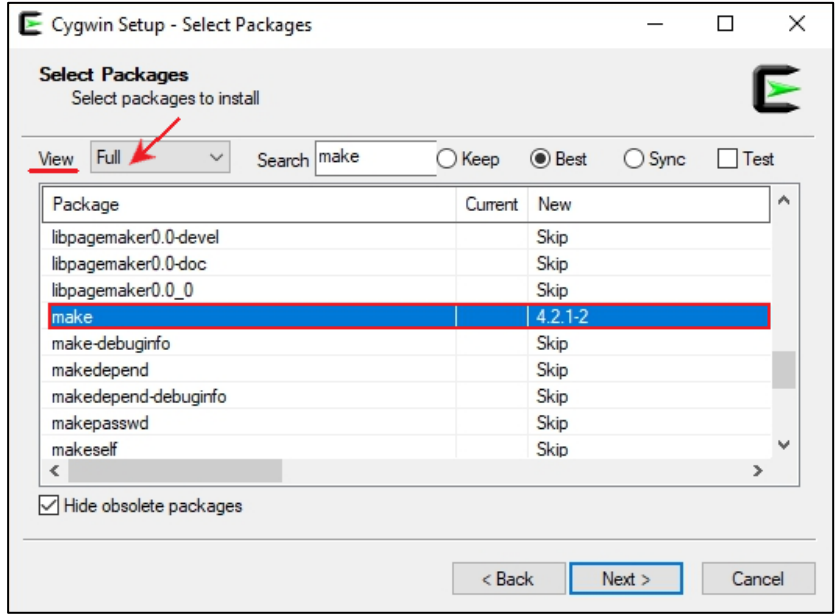 Cygwin Setup - Select Packages
Select Packages
Select packages to install
View Full Search make Keep Best Sync Test
Package Current New
libpagemaker0.0-devel Skip
libpagemaker0.0-doc Skip
libpagemaker0.0_0 Skip
make 4.2.1-2
make-debuginfo Skip
makedepend Skip
makedepend-debuginfo Skip
makepasswd Skip
makeself Skip
Hide obsolete packages
< Back Next > Cancel